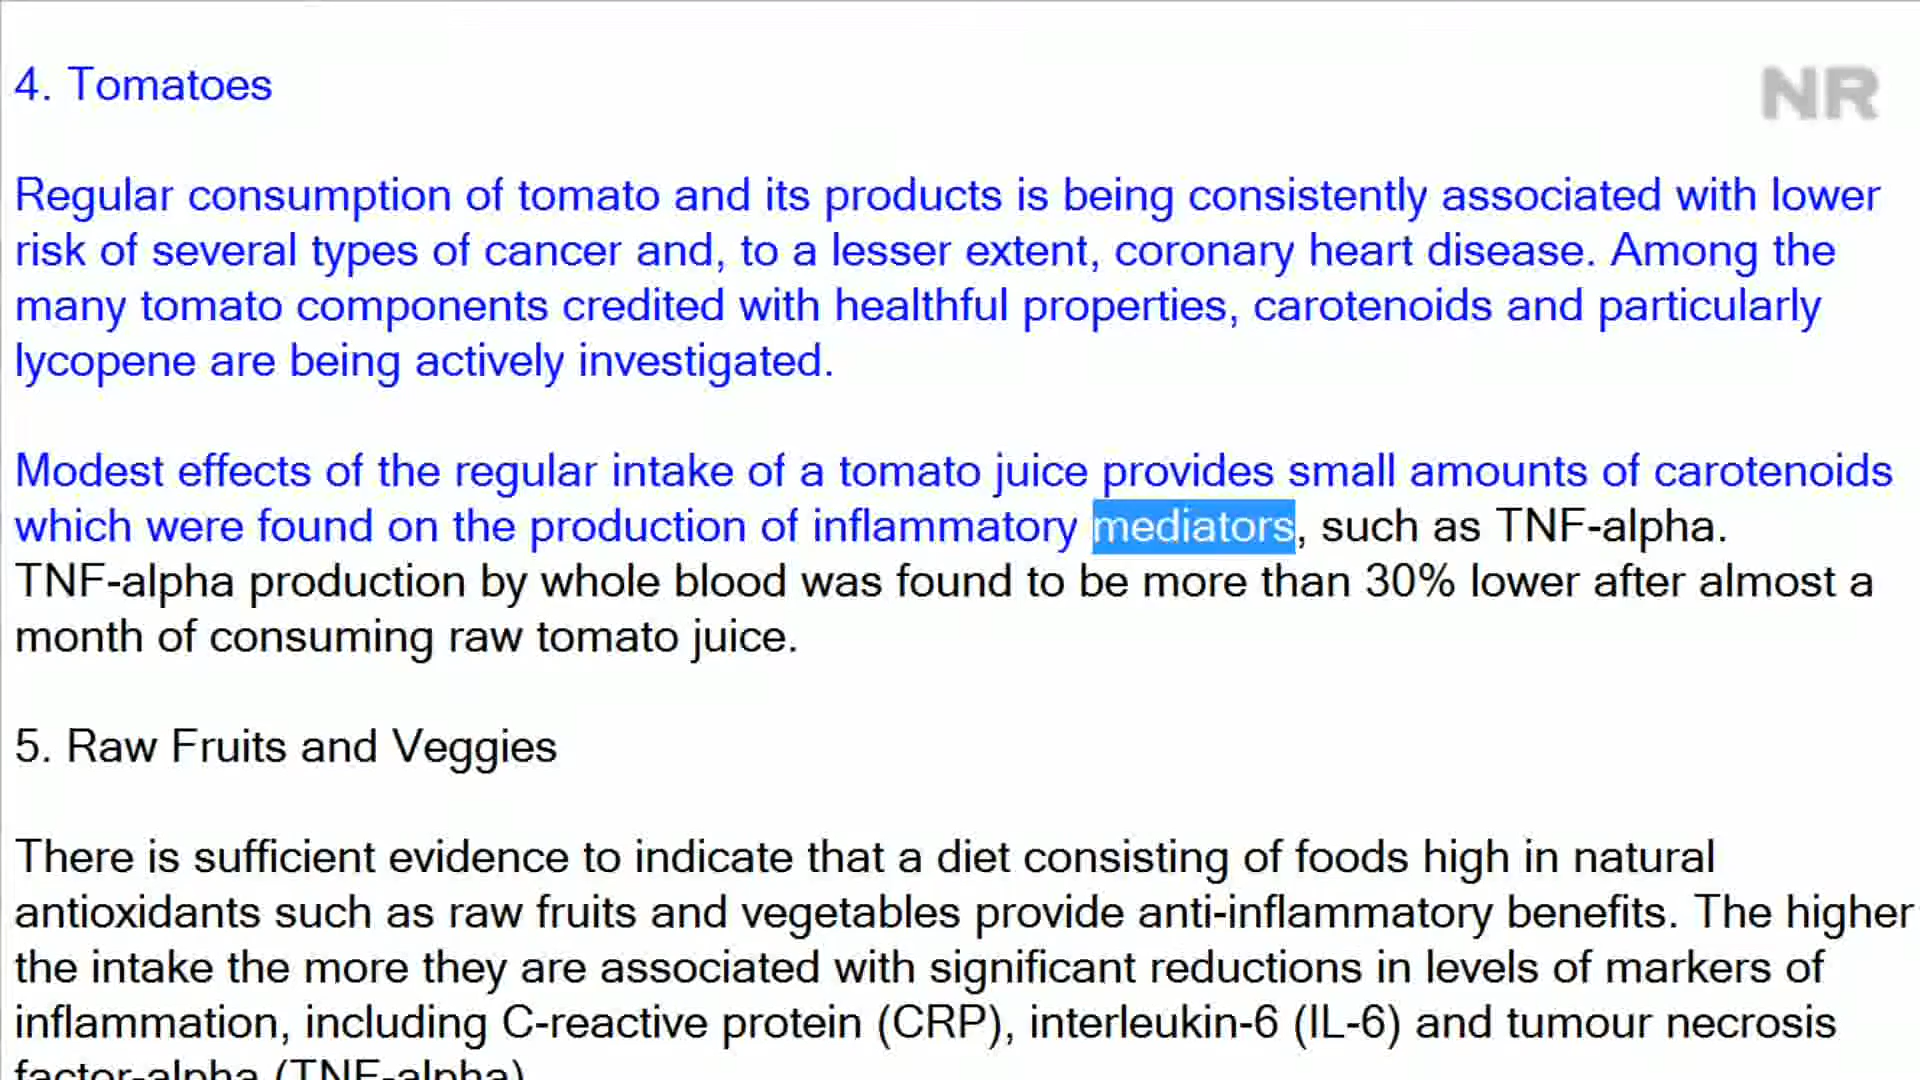 4. Tomatoes
NR
Regular consumption of tomato and its products is being consistently associated with lower
risk of several types of cancer and, to a lesser extent, coronary heart disease. Among the
many tomato components credited with healthful properties, carotenoids and particularly
lycopene are being actively investigated.
Modest effects of the regular intake of a tomato juice provides small amounts of carotenoids
which were found on the production of inflammatory mediators, such as TNF-alpha.
TNF-alpha production by whole blood was found to be more than 30% lower after almost a
month of consuming raw tomato juice.
5. Raw Fruits and Veggies
There is sufficient evidence to indicate that a diet consisting of foods high in natural
antioxidants such as raw fruits and vegetables provide anti-inflammatory benefits. The higher
the intake the more they are associated with significant reductions in levels of markers of
inflammation, including C-reactive protein (CRP), interleukin-6 (IL-6) and tumour necrosis
factor-alpha (TNF-alpha)